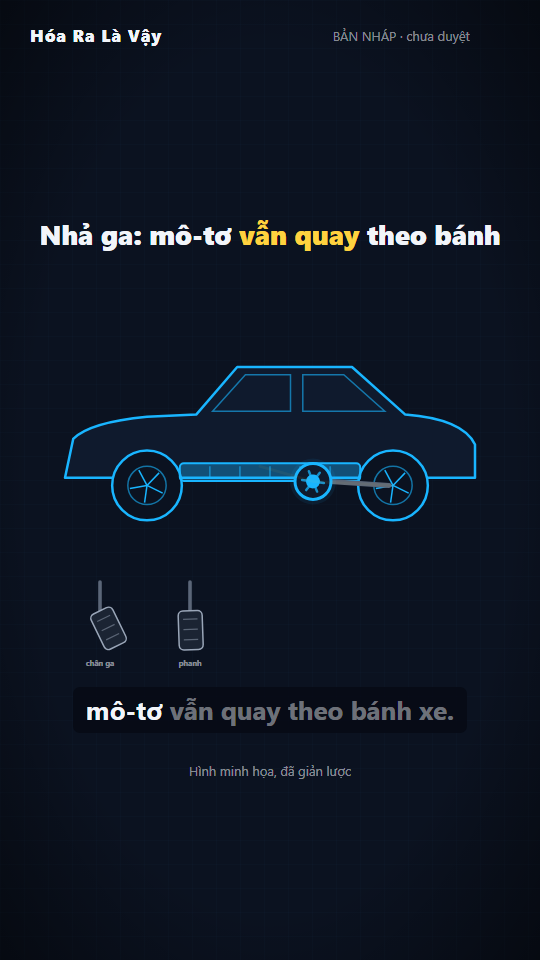 Hóa Ra Là Vậy
BẢN NHÁP · chưa duyệt
Nhả ga: mô-tơ vẫn quay theo bánh
chân ga
phanh
mô-tơ vẫn quay theo bánh xe.
Hình minh họa, đã giản lược